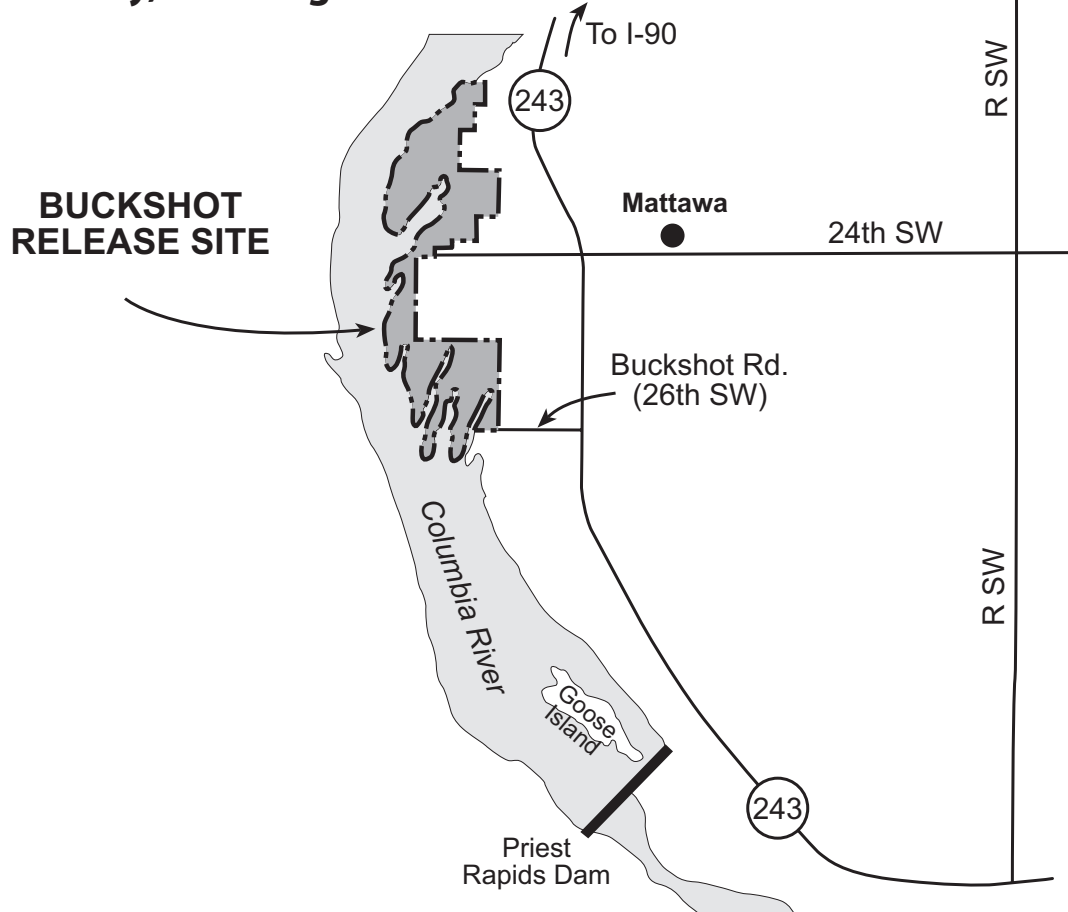 To I-90
R SW
243
BUCKSHOT
RELEASE SITE
Mattawa
24th SW
Buckshot Rd.
(26th SW)
Columbia River
R SW
Goose
Island
243
Priest
Rapids Dam